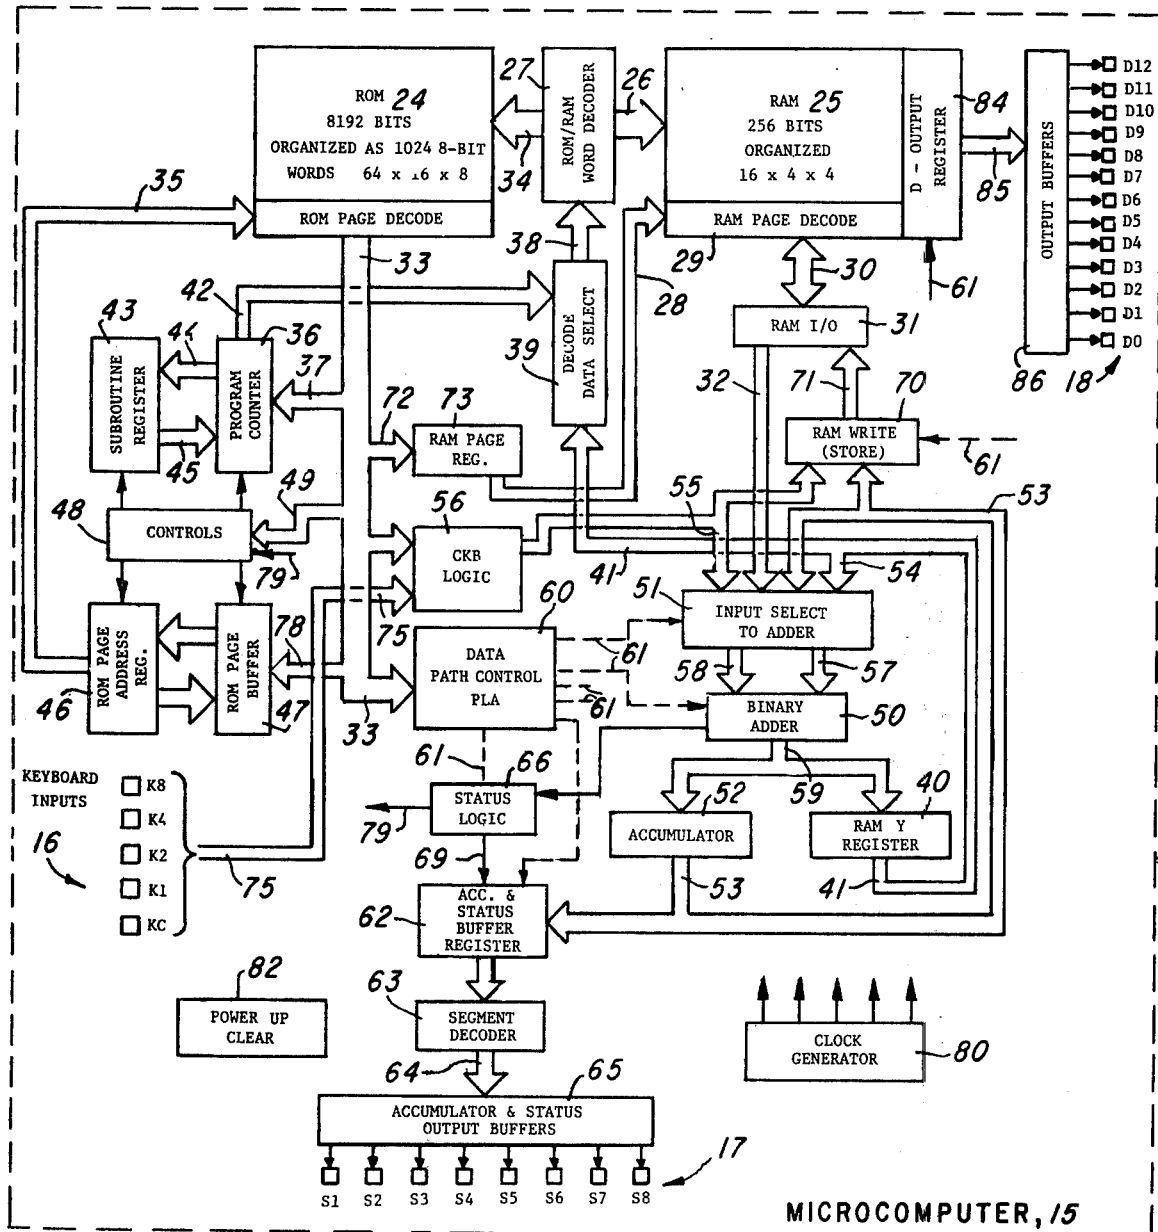 ROM 24
8192 BITS
ORGANIZED AS 1024 8-BIT
WORDS 64 x 16 x 8
ROM PAGE DECODE
27
ROM/RAM
WORD DECODER
26
34
RAM 25
256 BITS
ORGANIZED
16 x 4 x 4
RAM PAGE DECODE
D - OUTPUT
REGISTER
84
85
OUTPUT BUFFERS
86
D12
D11
D10
D9
D8
D7
D6
D5
D4
D3
D2
D1
D0
18
35
33
38
28
29
30
61
42
43
SUBROUTINE
REGISTER
44
45
36
PROGRAM
COUNTER
37
39
DECODE
DATA SELECT
RAM I/O
31
32
71
70
RAM WRITE
(STORE)
61
72
73
RAM PAGE
REG.
49
48
CONTROLS
79
56
CKB
LOGIC
55
53
41
54
51
INPUT SELECT
TO ADDER
75
60
DATA
PATH CONTROL
PLA
61
61
61
58
57
BINARY
ADDER
50
ROM PAGE
ADDRESS
REG.
46
78
ROM PAGE
BUFFER
47
33
61
66
STATUS
LOGIC
79
69
59
52
ACCUMULATOR
40
RAM Y
REGISTER
53
41
KEYBOARD
INPUTS
K8
K4
K2
K1
KC
16
75
62
ACC. &
STATUS
BUFFER
REGISTER
82
POWER UP
CLEAR
63
SEGMENT
DECODER
64
CLOCK
GENERATOR
80
65
ACCUMULATOR & STATUS
OUTPUT BUFFERS
S1
S2
S3
S4
S5
S6
S7
S8
17
MICROCOMPUTER, 15